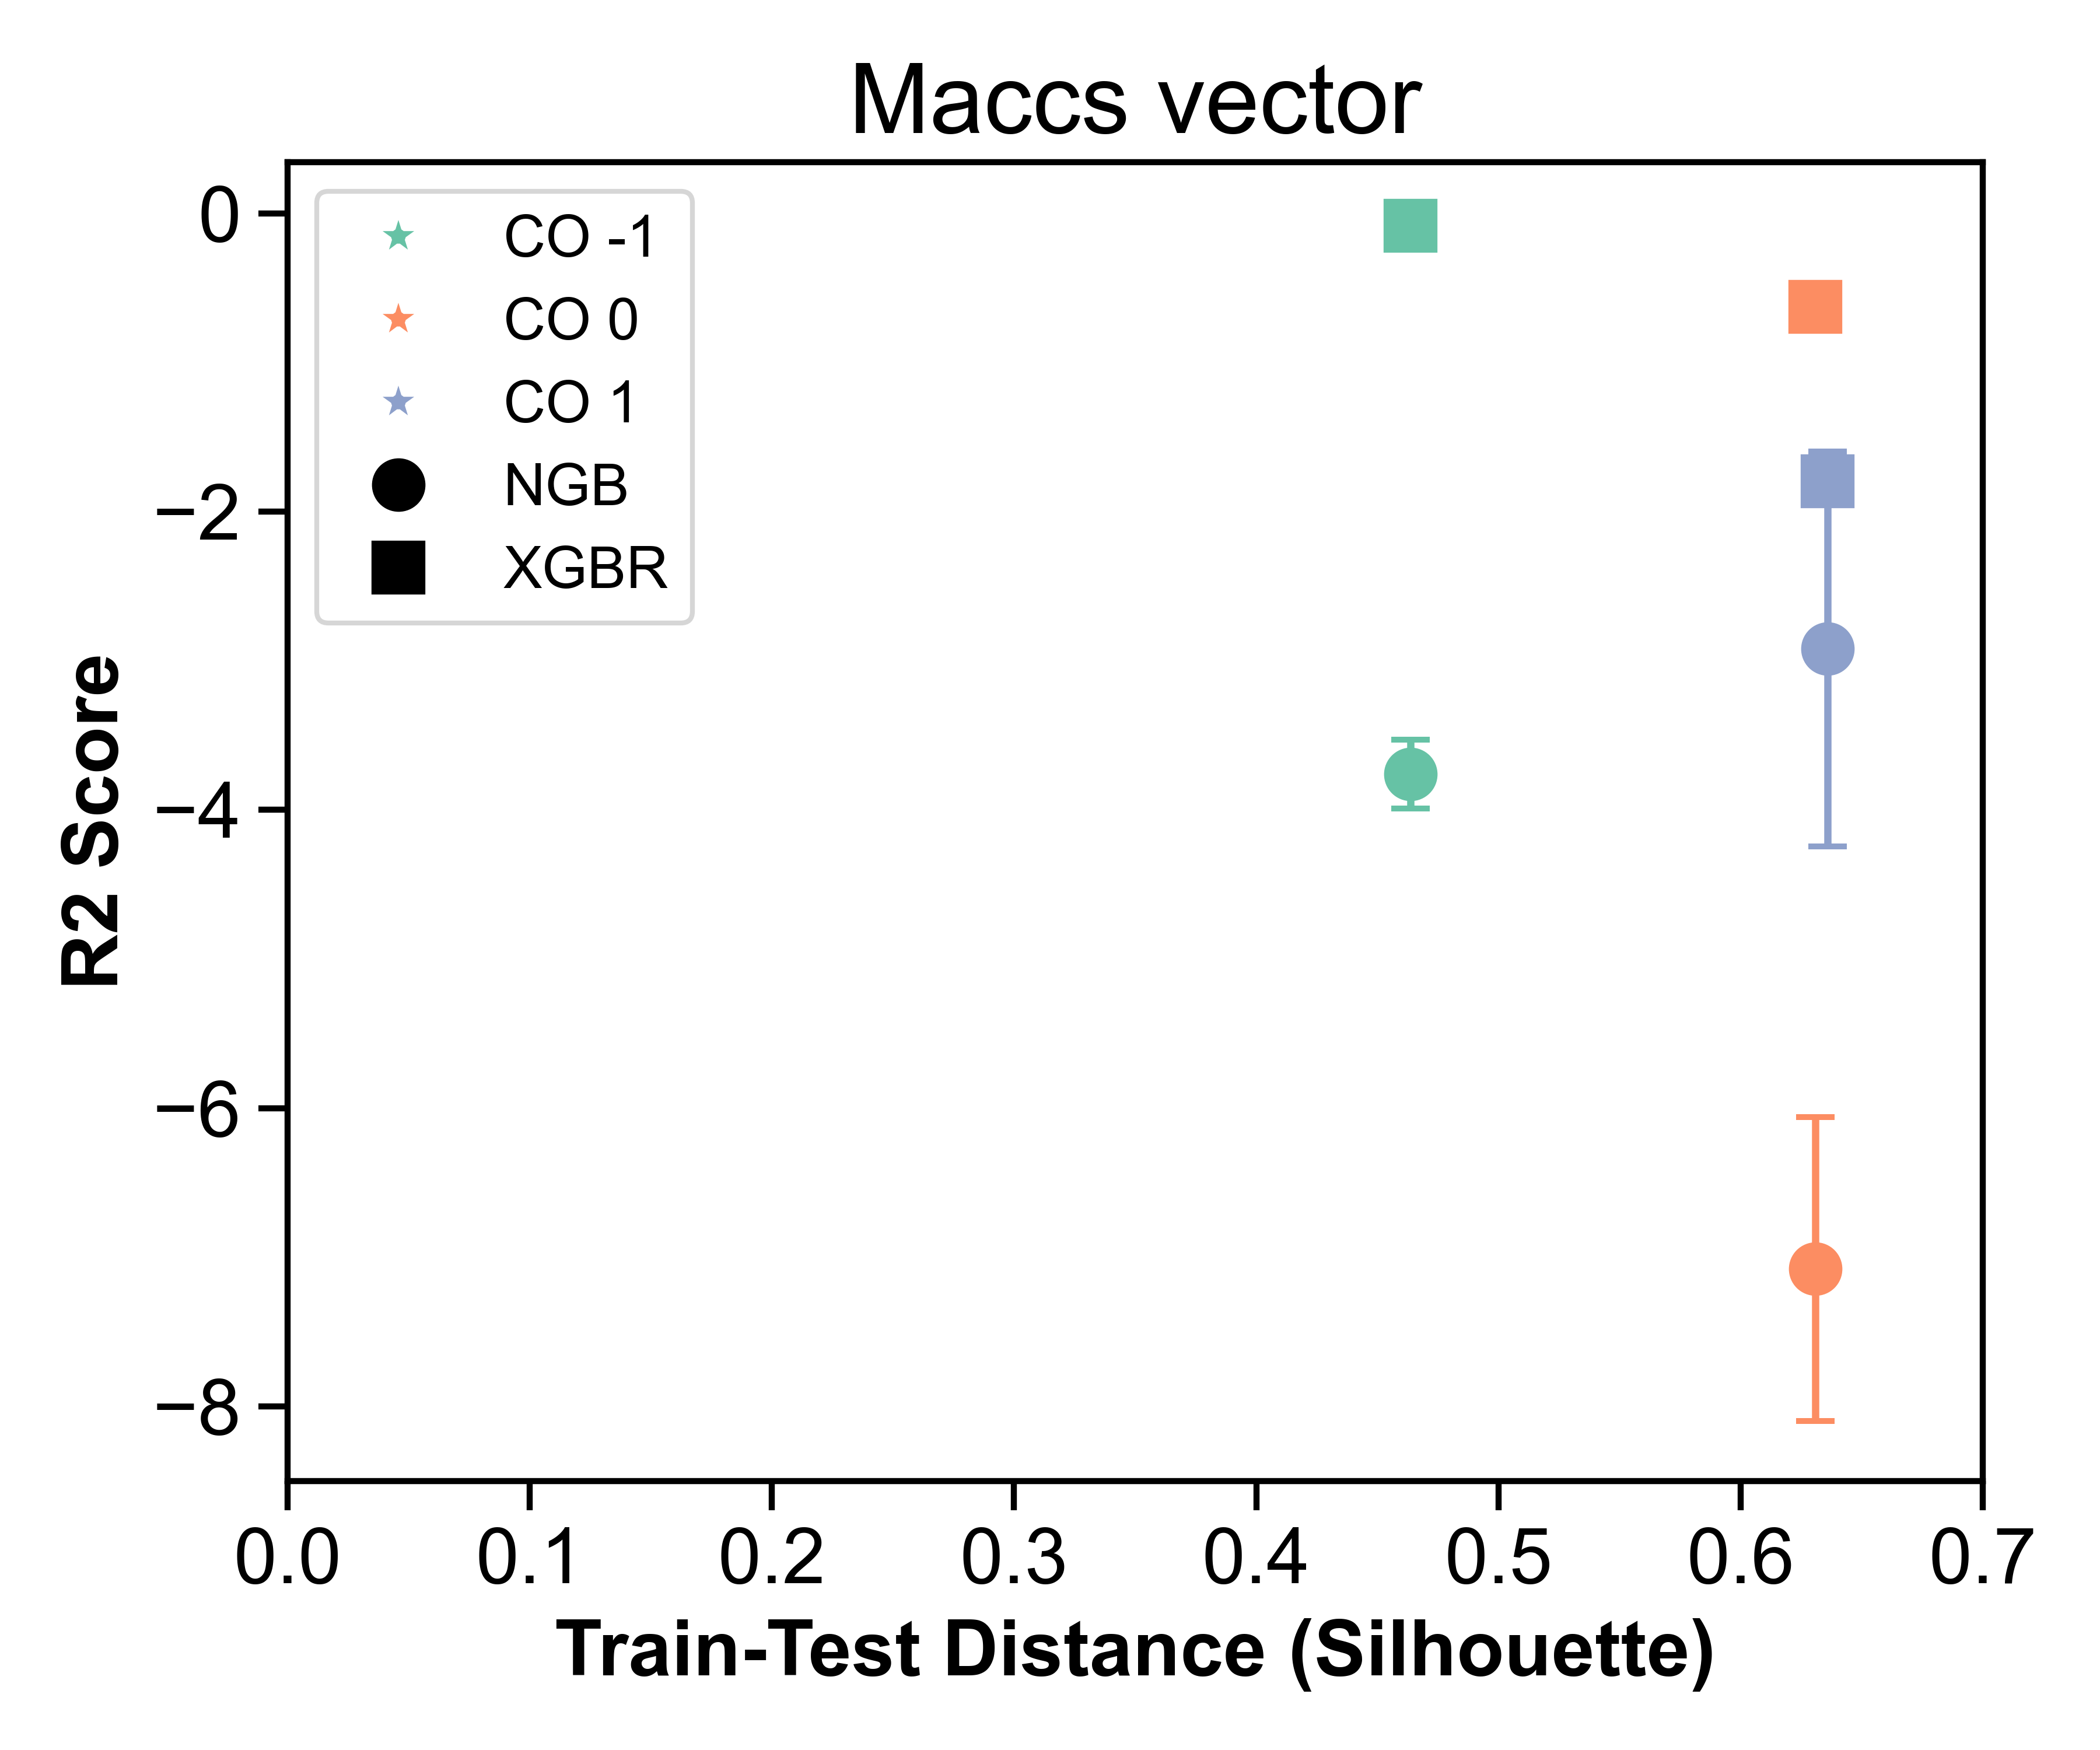 Maccs vector
0
−2
−4
−6
−8
R2 Score
CO -1
CO 0
CO 1
NGB
XGBR
0.0 0.1 0.2 0.3 0.4 0.5 0.6 0.7
Train-Test Distance (Silhouette)